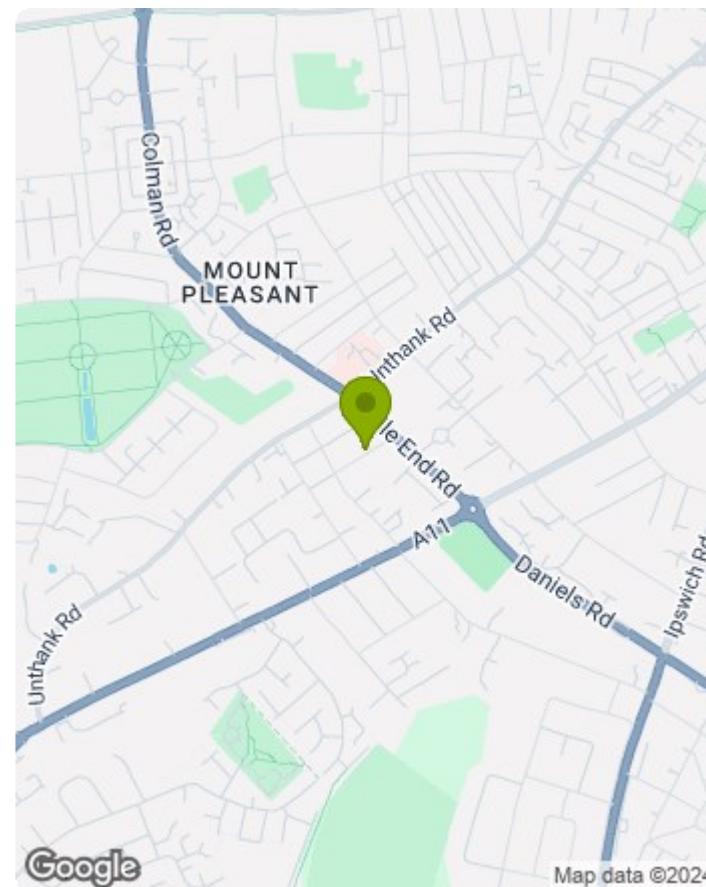 Colman Rd
MOUNT
PLEASANT
Unthank Rd
le End Rd
A11
Daniels Rd
Ipswich Rd
Unthank Rd
Google
Map data ©2024